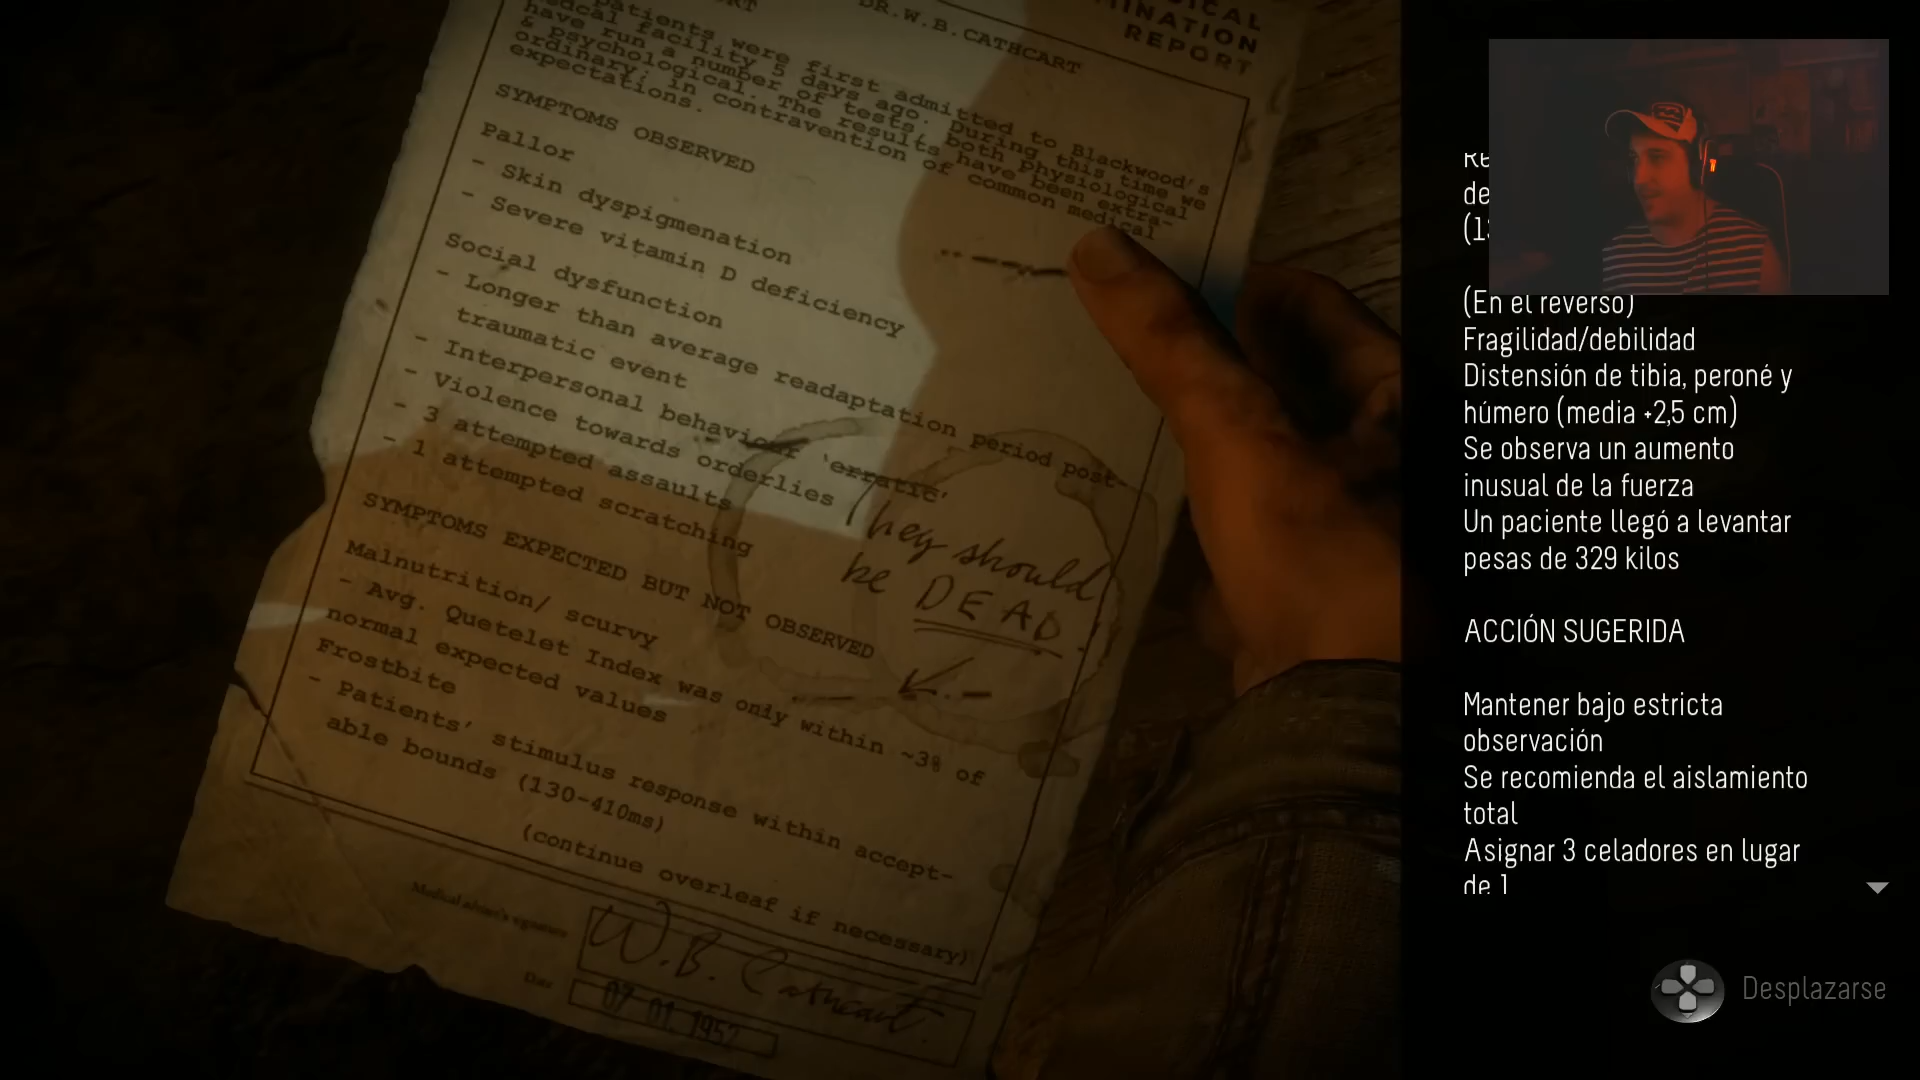 DR.W.B.CATHCART
MINATION
REPORT
patients were first admitted to Blackwood's
medcal facility 5 days ago. During this time we
have run a number of tests, both physiological
& psychological. The results have been extra-
ordinary; in contravention of common medical
expectations.
SYMPTOMS OBSERVED
Pallor
- Skin dyspigmenation
- Severe vitamin D deficiency
Social dysfunction
- Longer than average readaptation period post-
traumatic event
- Interpersonal behavior 'erratic'
- Violence towards orderlies
- 3 attempted assaults
- 1 attempted scratching
They should
be DEAD
SYMPTOMS EXPECTED BUT NOT OBSERVED
Malnutrition/ scurvy
- Avg. Quetelet Index was only within ~3% of
normal expected values
Frostbite
- Patients' stimulus response within accept-
able bounds (130-410ms)
(continue overleaf if necessary)
W.B. Cathcart
07 01 1952
(En el reverso)
Fragilidad/debilidad
Distensión de tibia, peroné y
húmero (media +2,5 cm)
Se observa un aumento
inusual de la fuerza
Un paciente llegó a levantar
pesas de 329 kilos
ACCIÓN SUGERIDA
Mantener bajo estricta
observación
Se recomienda el aislamiento
total
Asignar 3 celadores en lugar
de 1
Desplazarse